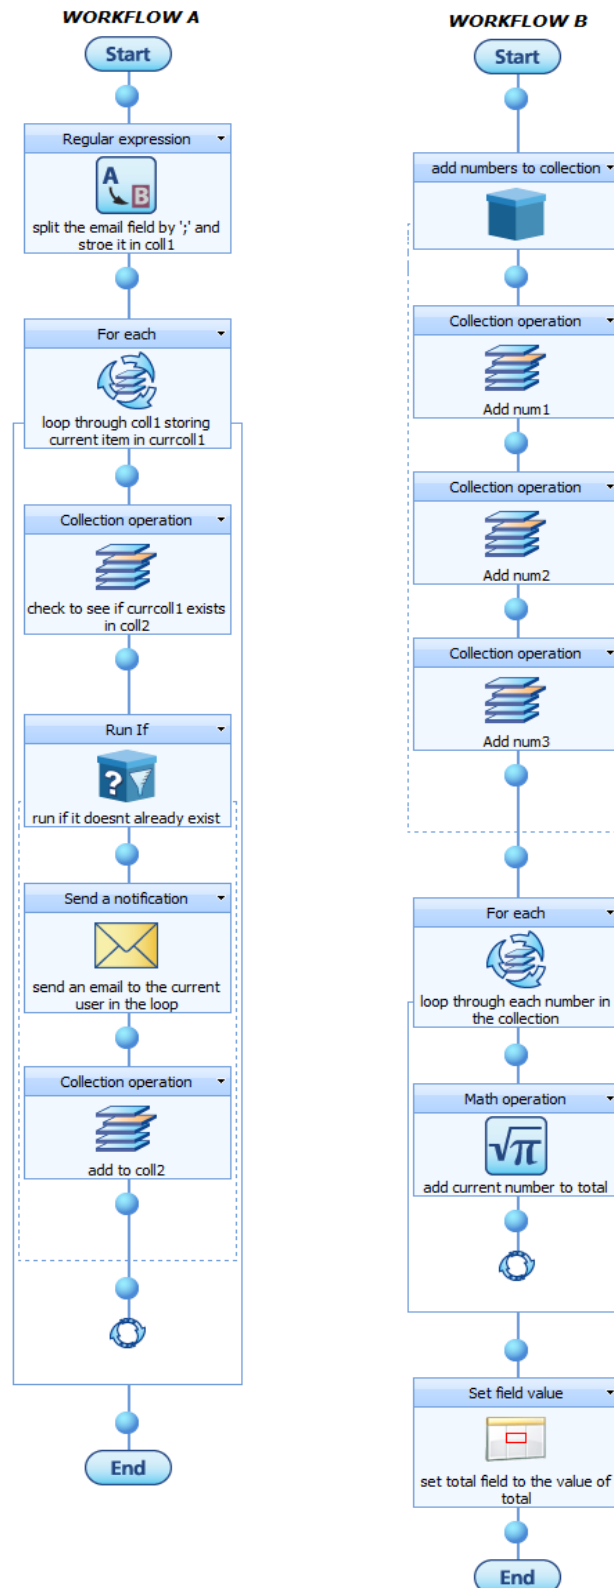 WORKFLOW A
Start
Regular expression
split the email field by ';' and
stroe it in coll1
For each
loop through coll1 storing
current item in currcoll1
Collection operation
check to see if currcoll1 exists
in coll2
Run If
run if it doesnt already exist
Send a notification
send an email to the current
user in the loop
Collection operation
add to coll2
End
WORKFLOW B
Start
add numbers to collection
Collection operation
Add num1
Collection operation
Add num2
Collection operation
Add num3
For each
loop through each number in
the collection
Math operation
add current number to total
Set field value
set total field to the value of
total
End